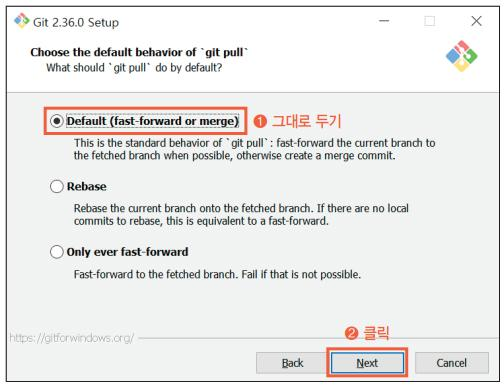 Git 2.36.0 Setup
Choose the default behavior of `git pull`
What should `git pull` do by default?
Default (fast-forward or merge)
❶ 그대로 두기
This is the standard behavior of `git pull`: fast-forward the current branch to
the fetched branch when possible, otherwise create a merge commit.
Rebase
Rebase the current branch onto the fetched branch. If there are no local
commits to rebase, this is equivalent to a fast-forward.
Only ever fast-forward
Fast-forward to the fetched branch. Fail if that is not possible.
https://gitforwindows.org/
❷ 클릭
Back
Next
Cancel